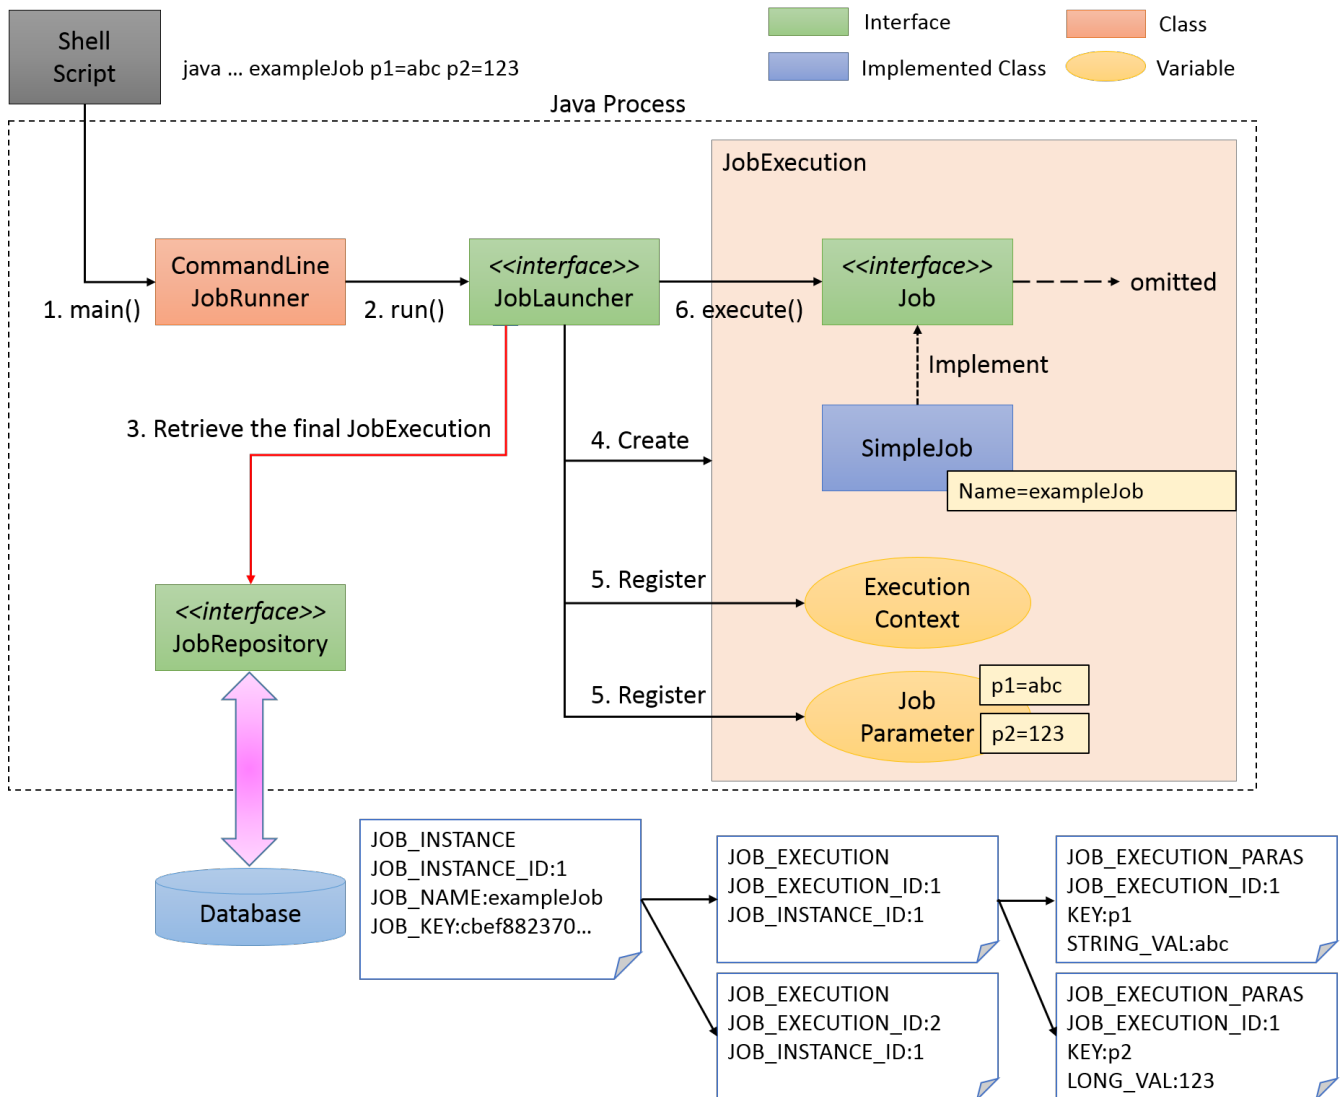 Shell
Script
java ... exampleJob p1=abc p2=123
Interface
Class
Implemented Class
Variable
Java Process
JobExecution
CommandLine
JobRunner
<<interface>>
JobLauncher
<<interface>>
Job
omitted
1. main()
2. run()
6. execute()
Implement
3. Retrieve the final JobExecution
4. Create
SimpleJob
Name=exampleJob
5. Register
Execution
Context
<<interface>>
JobRepository
5. Register
Job
Parameter
p1=abc
p2=123
Database
JOB_INSTANCE
JOB_INSTANCE_ID:1
JOB_NAME:exampleJob
JOB_KEY:cbef882370...
JOB_EXECUTION
JOB_EXECUTION_ID:1
JOB_INSTANCE_ID:1
JOB_EXECUTION_PARAS
JOB_EXECUTION_ID:1
KEY:p1
STRING_VAL:abc
JOB_EXECUTION
JOB_EXECUTION_ID:2
JOB_INSTANCE_ID:1
JOB_EXECUTION_PARAS
JOB_EXECUTION_ID:1
KEY:p2
LONG_VAL:123